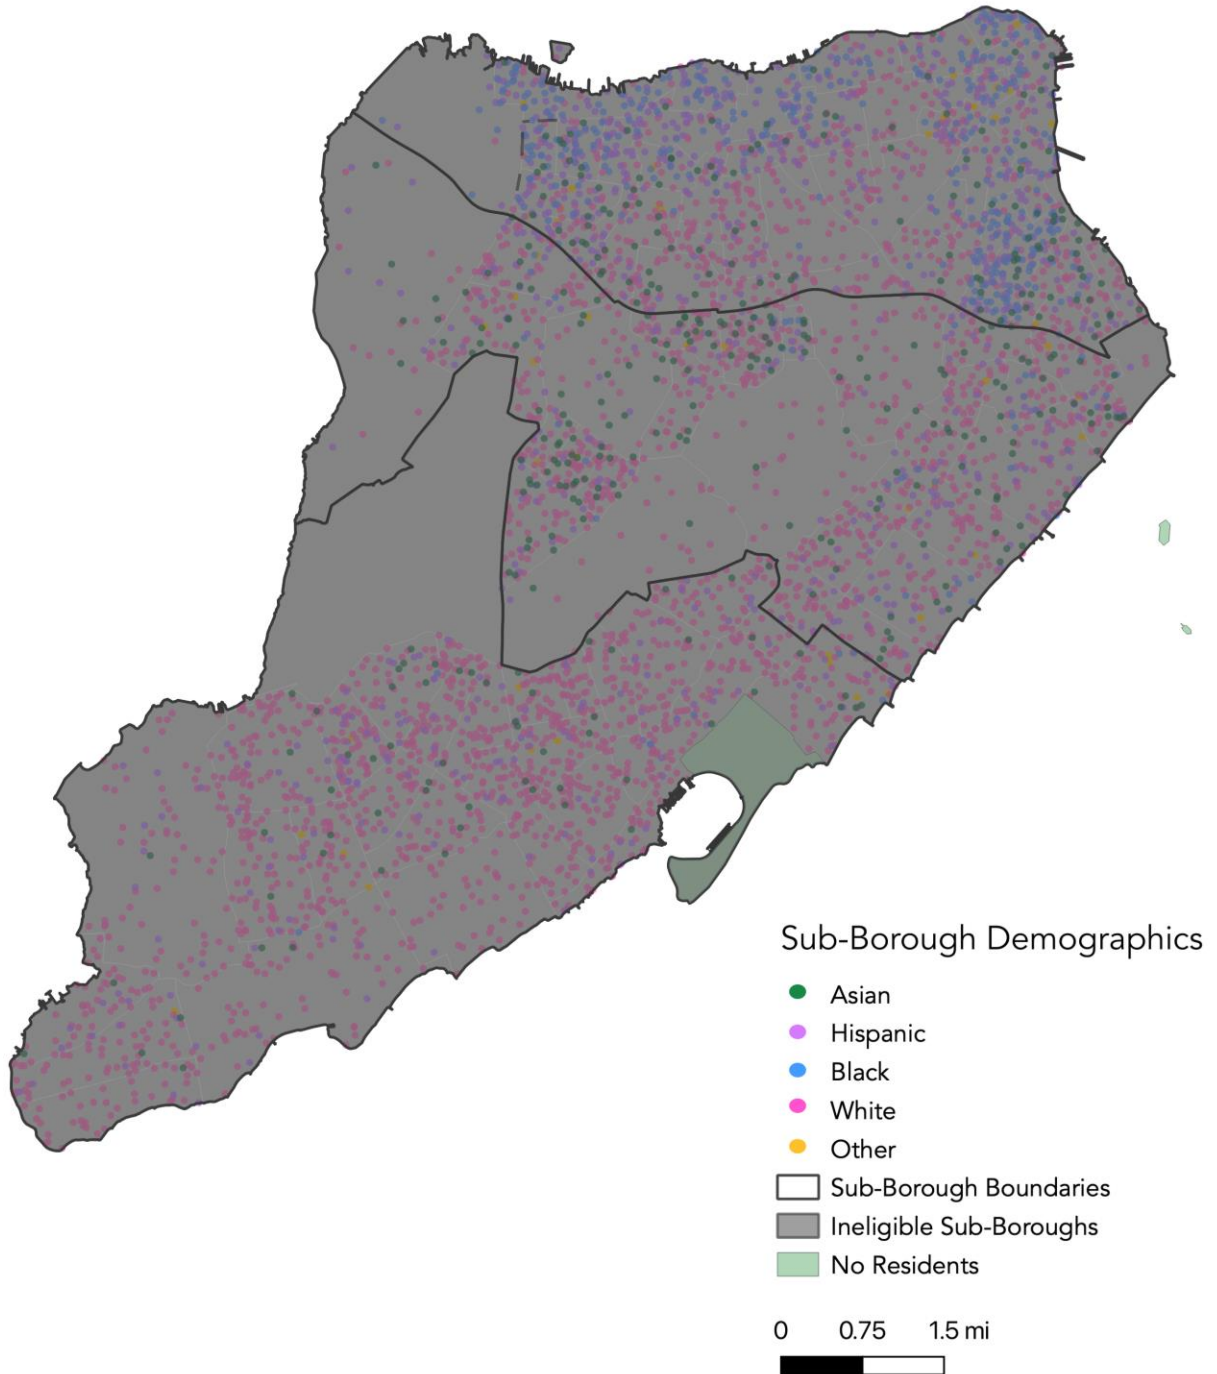 Sub-Borough Demographics
Asian
Hispanic
Black
White
Other
Sub-Borough Boundaries
Ineligible Sub-Boroughs
No Residents
0 0.75 1.5 mi